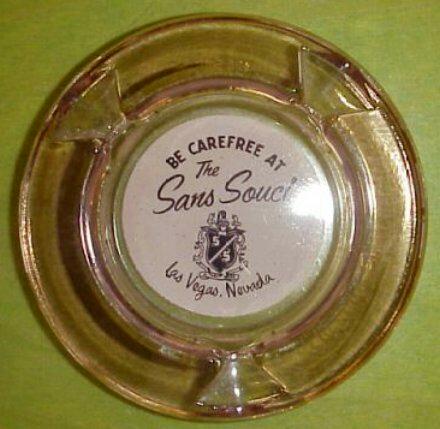 BE CAREFREE AT
The
Sans Souci
S
S
Las Vegas, Nevada